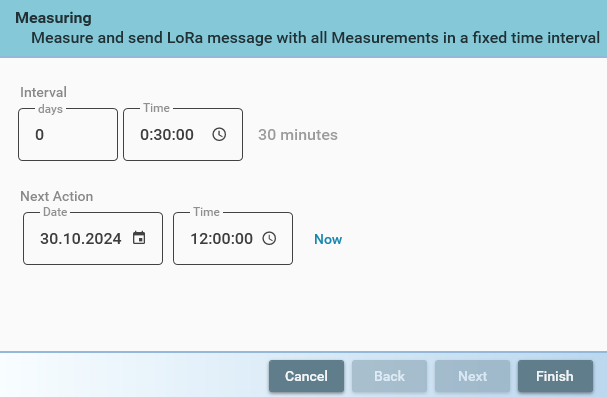 Measuring
Measure and send LoRa message with all Measurements in a fixed time interval
Interval
days Time
0 0:30:00 30 minutes
Next Action
Date Time
30.10.2024 12:00:00 Now
Cancel Back Next Finish